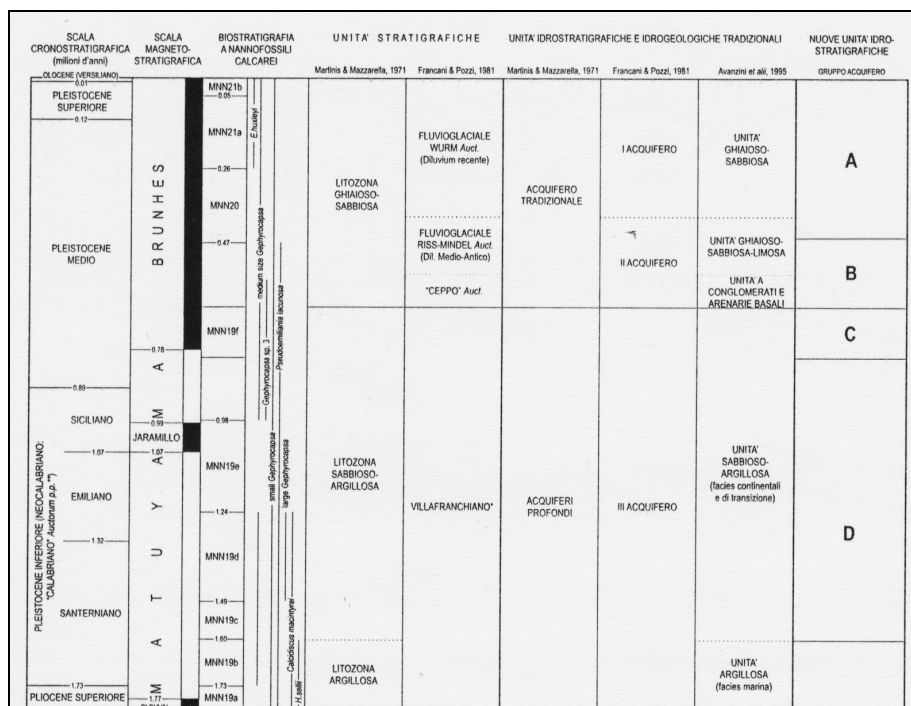 SCALA
CRONOSTRATIGRAFICA
(milioni d'anni)
SCALA
MAGNETO-
STRATIGRAFICA
BIOSTRATIGRAFIA
A NANNOFOSSILI
CALCAREI
UNITA' STRATIGRAFICHE
Martinis & Mazzarella, 1971
Francani & Pozzi, 1981
UNITA' IDROSTRATIGRAFICHE E IDROGEOLOGICHE TRADIZIONALI
Martinis & Mazzarella, 1971
Francani & Pozzi, 1981
Avanzini et alii, 1995
NUOVE UNITA' IDRO-
STRATIGRAFICHE
GRUPPO ACQUIFERO
OLOCENE (VERSILIANO)
0.01
PLEISTOCENE
SUPERIORE
0.12
PLEISTOCENE
MEDIO
0.89
PLEISTOCENE INFERIORE (NEOCALABRIANO:
"CALABRIANO" Auctorum p.p. **)
SICILIANO
1.07
EMILIANO
1.32
SANTERNIANO
1.73
PLIOCENE SUPERIORE
BRUNHES
0.78
MATUYAMA
0.99
JARAMILLO
1.07
1.77
M
MNN21b
0.05
MNN21a
0.26
MNN20
0.47
MNN19f
0.98
MNN19e
1.24
MNN19d
1.49
MNN19c
1.60
MNN19b
1.73
MNN19a
E.huxleyi
medium size Gephyrocapsa
Gephyrocapsa sp. 3
Pseudoemiliania lacunosa
small Gephyrocapsa
large Gephyrocapsa
Calcidiscus macintyrei
H.sellii
LITOZONA
GHIAIOSO-
SABBIOSA
LITOZONA
SABBIOSO-
ARGILLOSA
LITOZONA
ARGILLOSA
FLUVIOGLACIALE
WURM Auct.
(Diluvium recente)
FLUVIOGLACIALE
RISS-MINDEL Auct.
(Dil. Medio-Antico)
"CEPPO" Auct.
VILLAFRANCHIANO*
ACQUIFERO
TRADIZIONALE
ACQUIFERI
PROFONDI
I ACQUIFERO
II ACQUIFERO
III ACQUIFERO
UNITA'
GHIAIOSO-
SABBIOSA
UNITA' GHIAIOSO-
SABBIOSA-LIMOSA
UNITA' A
CONGLOMERATI E
ARENARIE BASALI
UNITA'
SABBIOSO-
ARGILLOSA
(facies continentali
e di transizione)
UNITA'
ARGILLOSA
(facies marina)
A
B
C
D